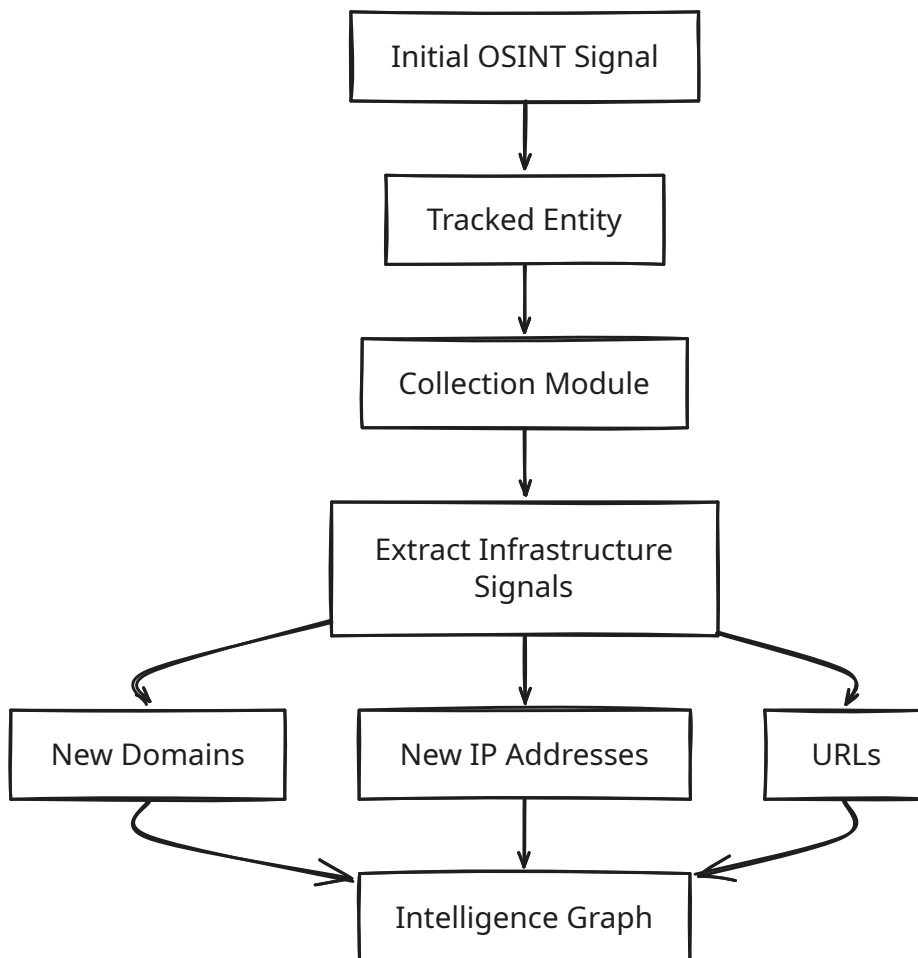 Initial OSINT Signal
Tracked Entity
Collection Module
Extract Infrastructure
Signals
New Domains
New IP Addresses
URLs
Intelligence Graph